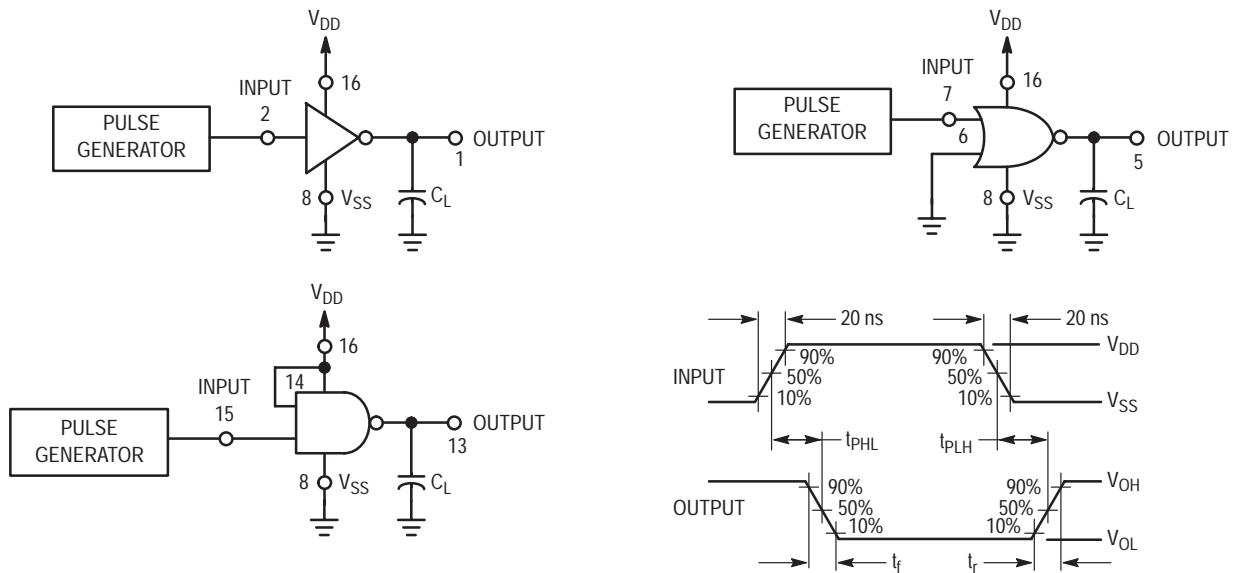 VDD
16
INPUT
2
PULSE
GENERATOR
OUTPUT
1
8
VSS
CL
VDD
16
INPUT
7
PULSE
GENERATOR
6
OUTPUT
5
8
VSS
CL
VDD
16
14
INPUT
15
PULSE
GENERATOR
OUTPUT
13
8
VSS
CL
20 ns
20 ns
INPUT
90%
50%
10%
90%
50%
10%
VDD
VSS
tPHL
tPLH
OUTPUT
90%
50%
10%
90%
50%
10%
VOH
VOL
tf
tr